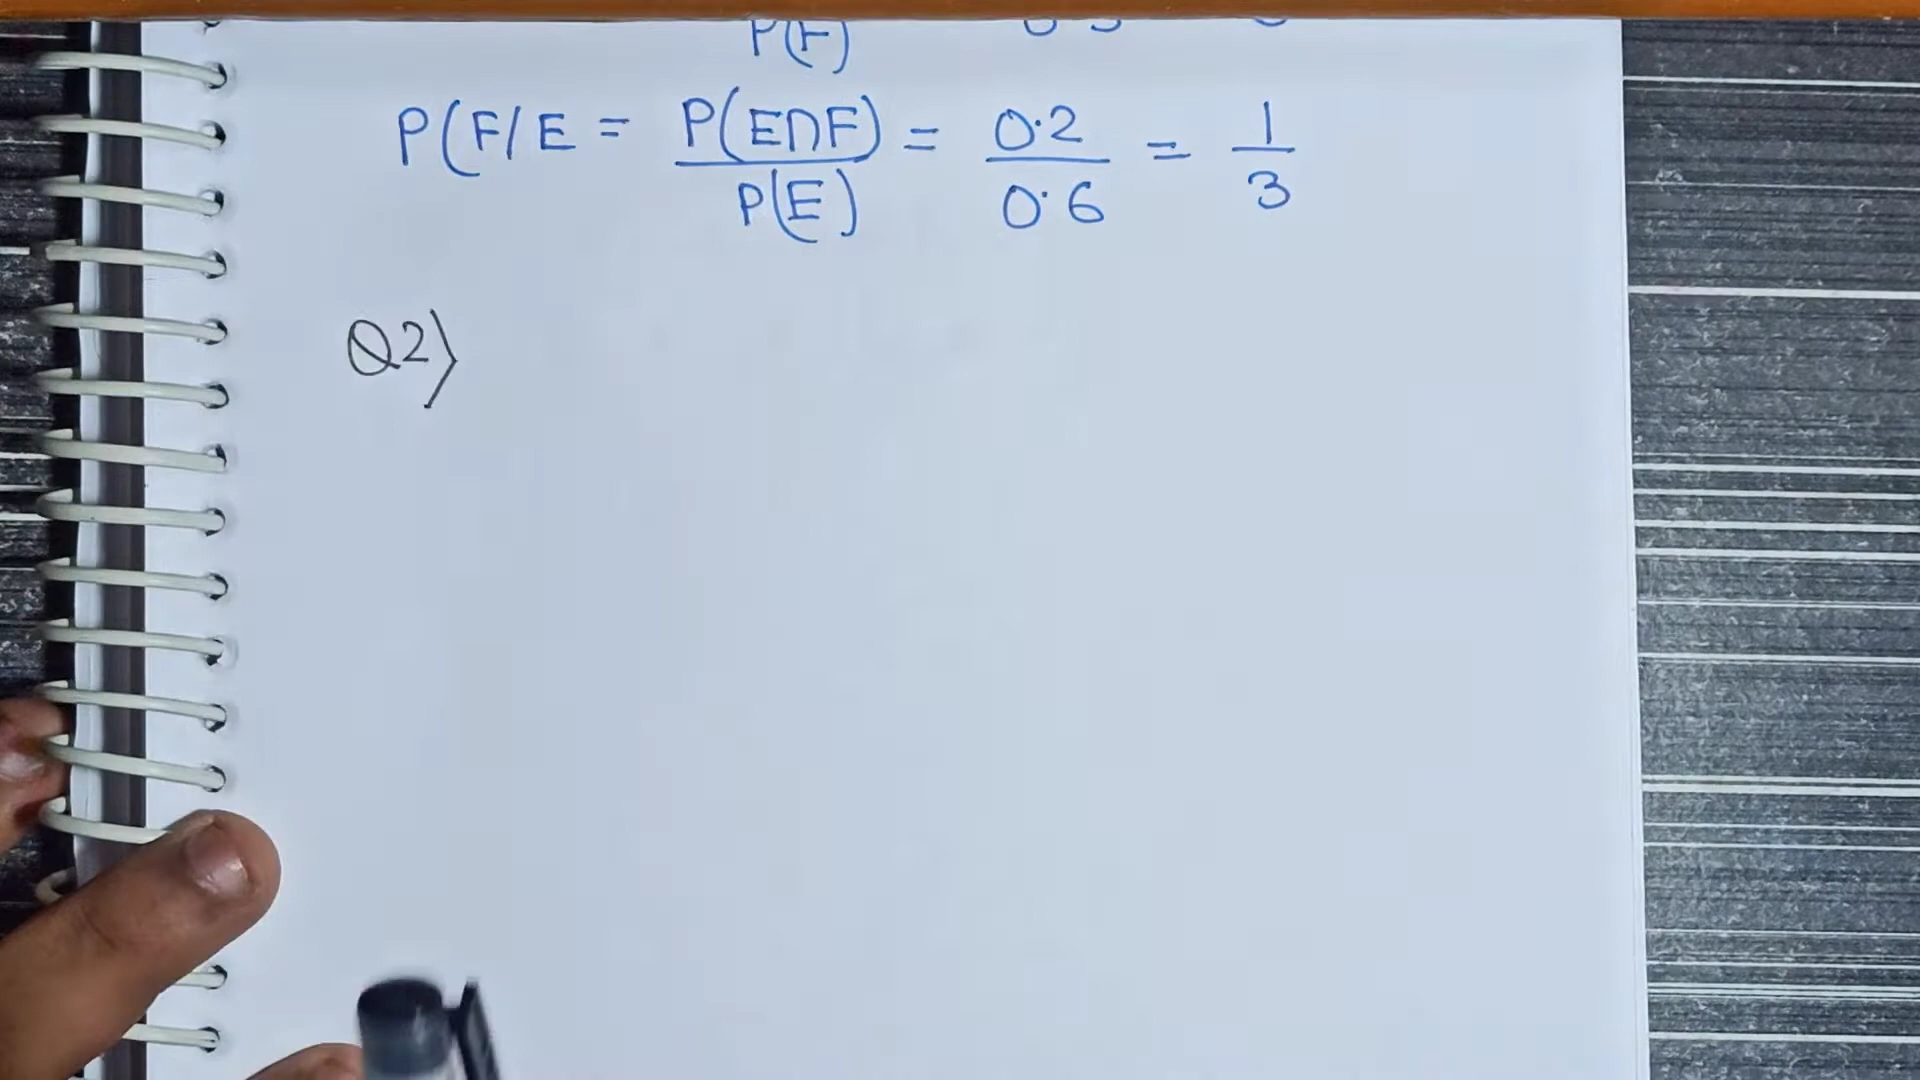 P(F)
P(F/E = P(E∩F) / P(E) = 0.2 / 0.6 = 1 / 3
Q2)